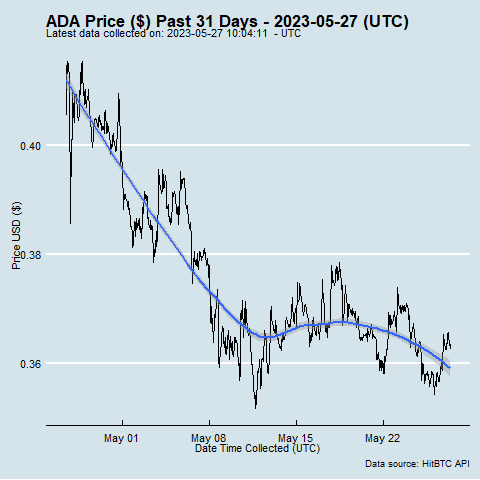 ADA Price ($) Past 31 Days - 2023-05-27 (UTC)
Latest data collected on: 2023-05-27 10:04:11  - UTC
0.40
0.38
0.36
Price USD ($)
May 01 May 08 May 15 May 22
Date Time Collected (UTC)
Data source: HitBTC API